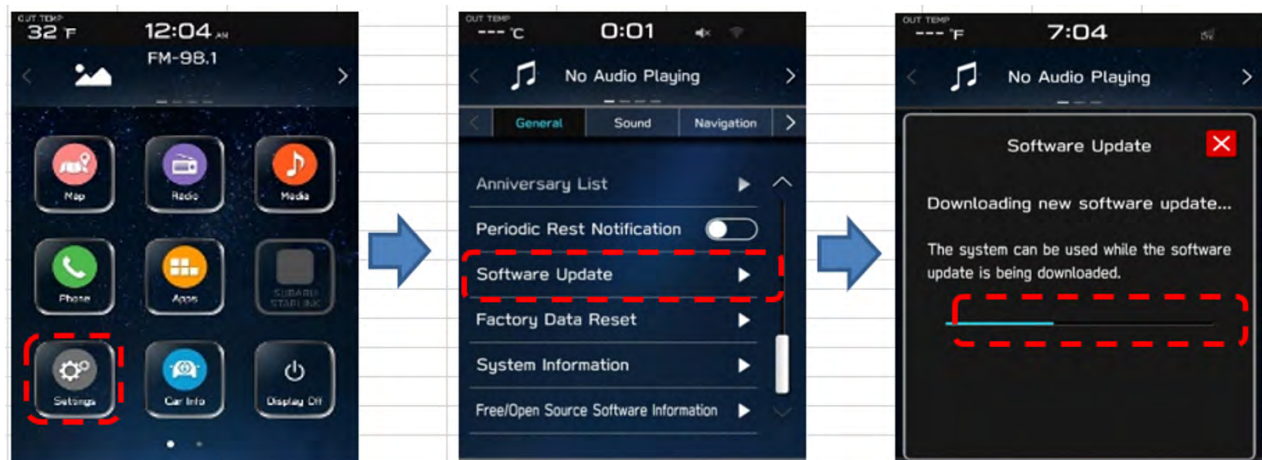 OUT TEMP
32 °F 12:04 AM
FM-98.1
Map Radio Media
Phone Apps SUBARU STARLINK
Settings Car Info Display Off
OUT TEMP
--- °C 0:01
No Audio Playing
General Sound Navigation
Anniversary List
Periodic Rest Notification
Software Update
Factory Data Reset
System Information
Free/Open Source Software Information
OUT TEMP
--- °F 7:04
No Audio Playing
Software Update
Downloading new software update...
The system can be used while the software
update is being downloaded.